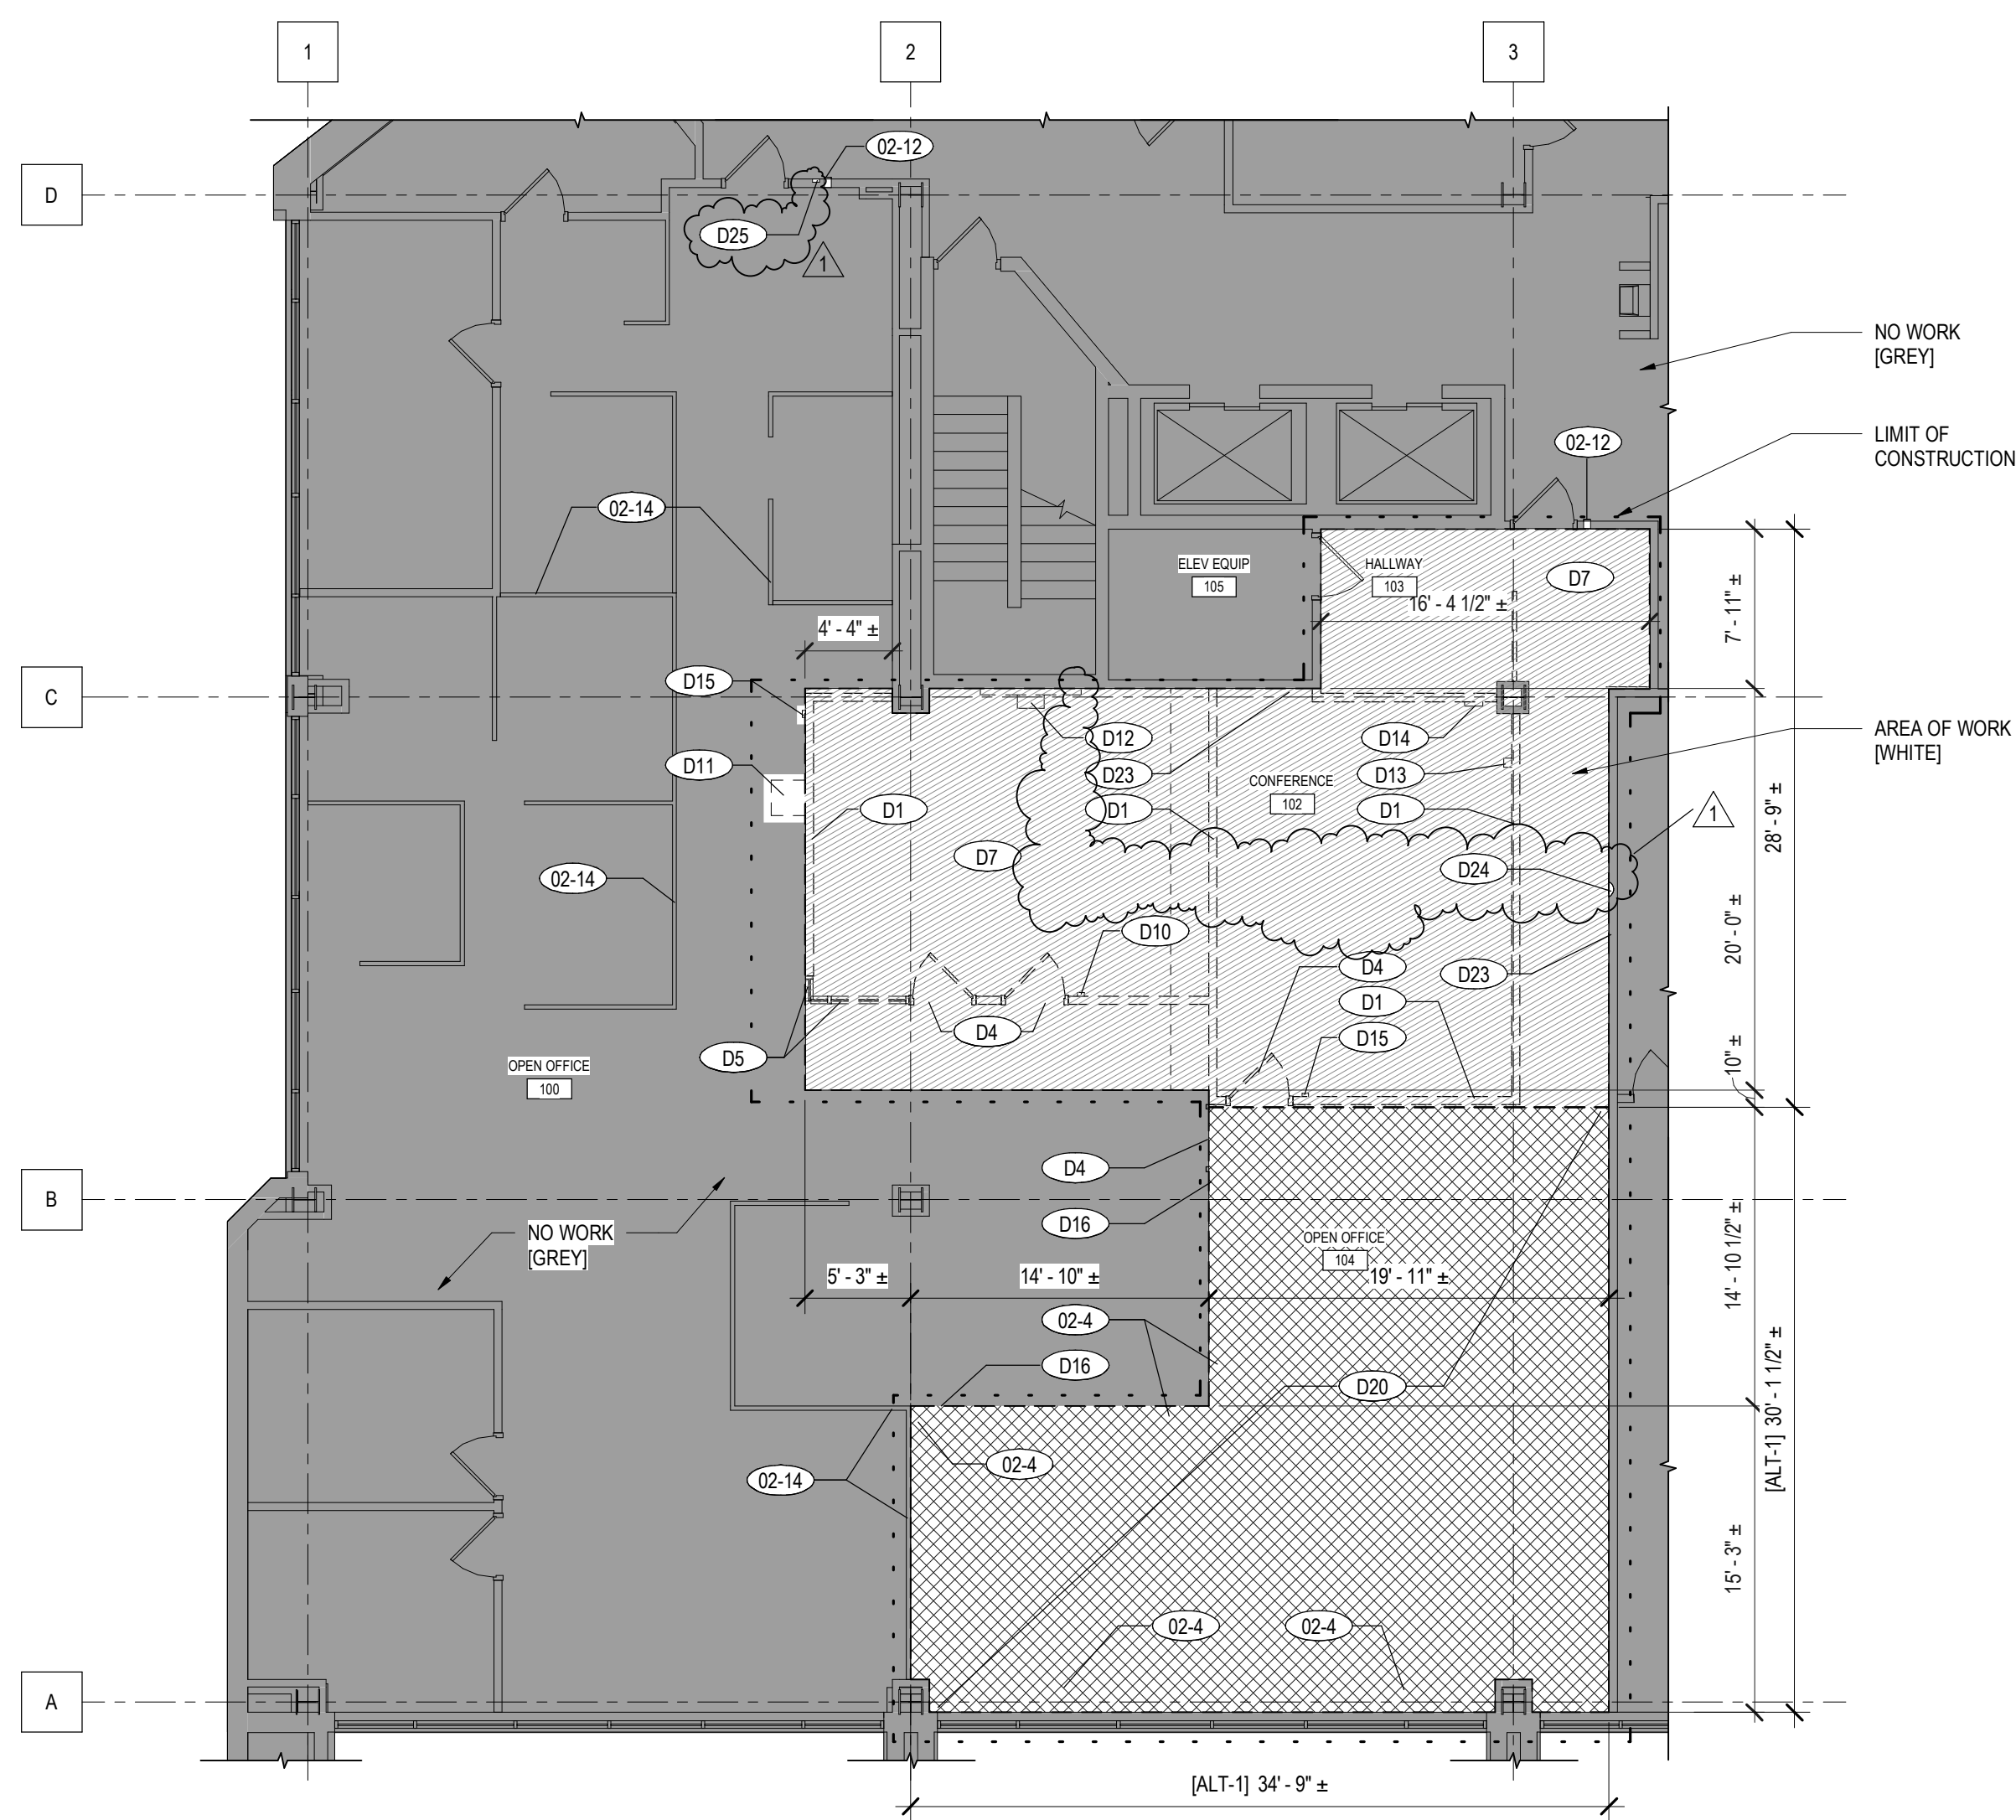 1
2
3
D
02-12
D25
1
NO WORK
[GREY]
LIMIT OF
CONSTRUCTION
02-12
02-14
ELEV EQUIP
105
HALLWAY
103
D7
16' - 4 1/2" ±
7' - 11" ±
4' - 4" ±
C
D15
D12
D14
AREA OF WORK
[WHITE]
D11
D23
D13
CONFERENCE
102
D1
D1
D1
1
28' - 9" ±
D7
D24
02-14
D10
20' - 0" ±
D4
D23
D1
D4
D15
D5
10" ±
OPEN OFFICE
100
D4
B
D16
NO WORK
[GREY]
OPEN OFFICE
104
5' - 3" ±
14' - 10" ±
19' - 11" ±
14' - 10 1/2" ±
02-4
D16
D20
[ALT-1] 30' - 1 1/2" ±
02-4
02-14
15' - 3" ±
02-4
02-4
A
[ALT-1] 34' - 9" ±